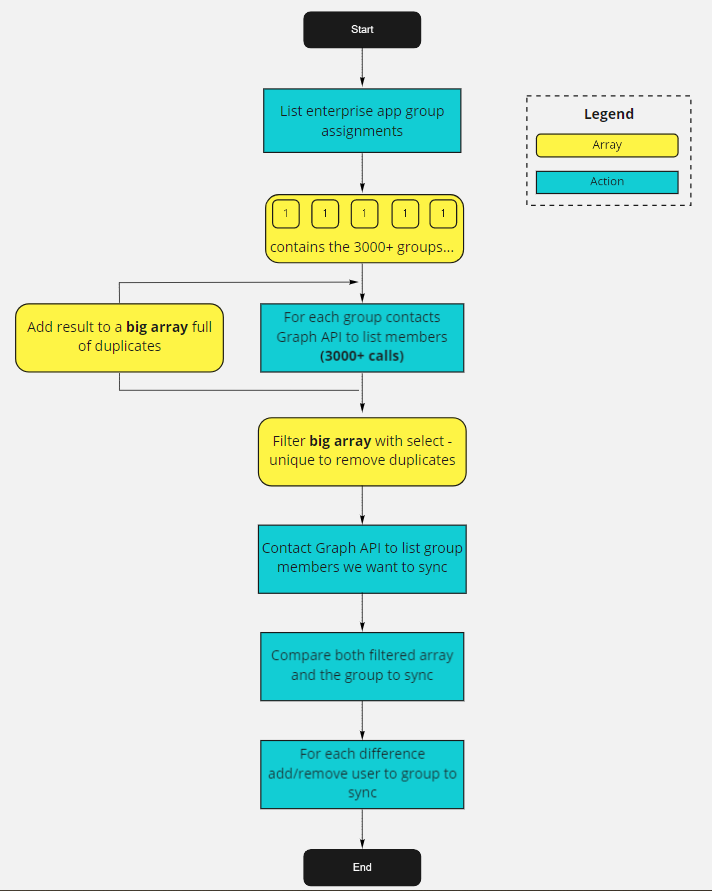 Start
List enterprise app group
assignments
Legend
Array
Action
1 1 1 1 1
contains the 3000+ groups...
Add result to a big array full
of duplicates
For each group contacts
Graph API to list members
(3000+ calls)
Filter big array with select -
unique to remove duplicates
Contact Graph API to list group
members we want to sync
Compare both filtered array
and the group to sync
For each difference
add/remove user to group to
sync
End